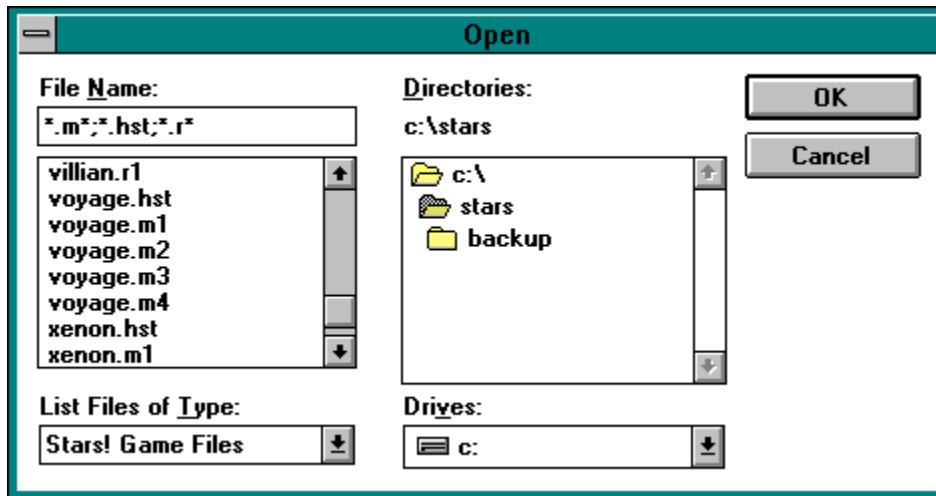 Open
File Name:
*.m*;*.hst;*.r*
villian.r1
voyage.hst
voyage.m1
voyage.m2
voyage.m3
voyage.m4
xenon.hst
xenon.m1
List Files of Type:
Stars! Game Files
Directories:
c:\stars
c:\
stars
backup
Drives:
c:
OK
Cancel